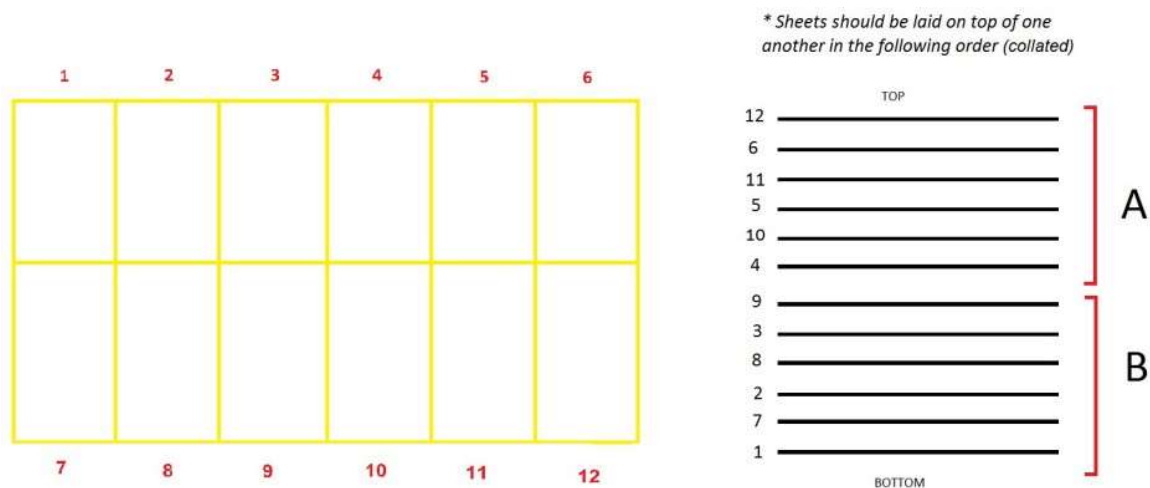 * Sheets should be laid on top of one
another in the following order (collated)
1 2 3 4 5 6
7 8 9 10 11 12
TOP
12
6
11
5
10
4
A
9
3
8
2
7
1
B
BOTTOM